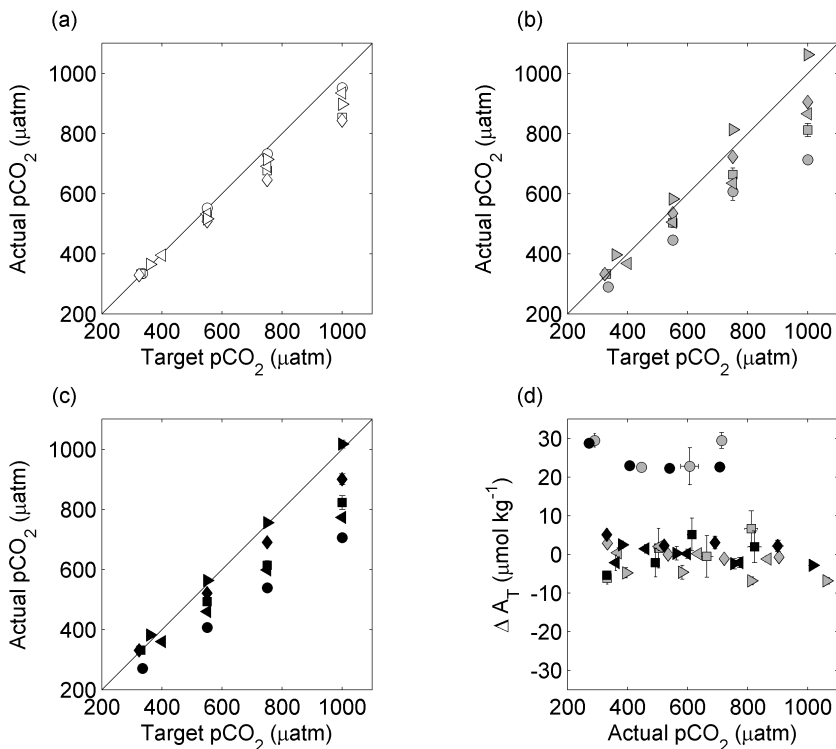 (a)
1000
800
600
400
200
200 400 600 800 1000
Actual pCO₂ (μatm)
Target pCO₂ (μatm)
(b)
1000
800
600
400
200
200 400 600 800 1000
Actual pCO₂ (μatm)
Target pCO₂ (μatm)
(c)
1000
800
600
400
200
200 400 600 800 1000
Actual pCO₂ (μatm)
Target pCO₂ (μatm)
(d)
30
20
10
0
-10
-20
-30
200 400 600 800 1000
Δ A_T (μmol kg⁻¹)
Actual pCO₂ (μatm)